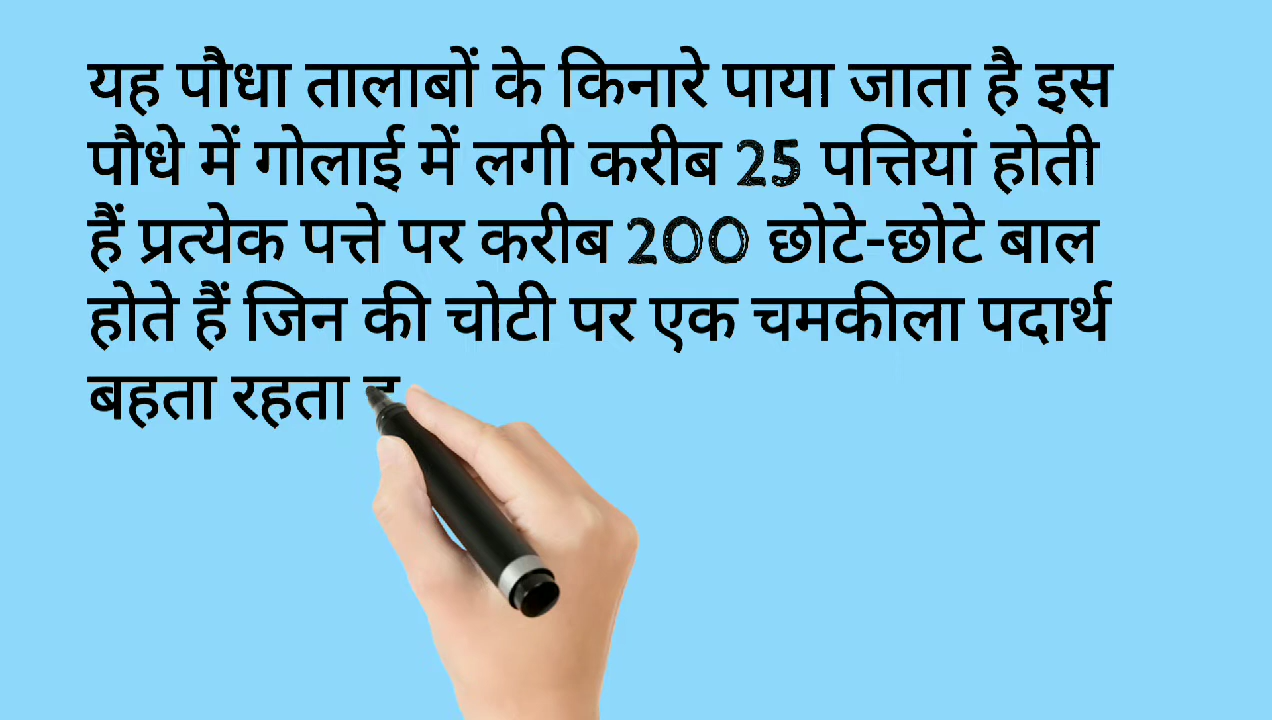 यह पौधा तालाबों के किनारे पाया जाता है इस
पौधे में गोलाई में लगी करीब 25 पत्तियां होती
हैं प्रत्येक पत्ते पर करीब 200 छोटे-छोटे बाल
होते हैं जिन की चोटी पर एक चमकीला पदार्थ
बहता रहता